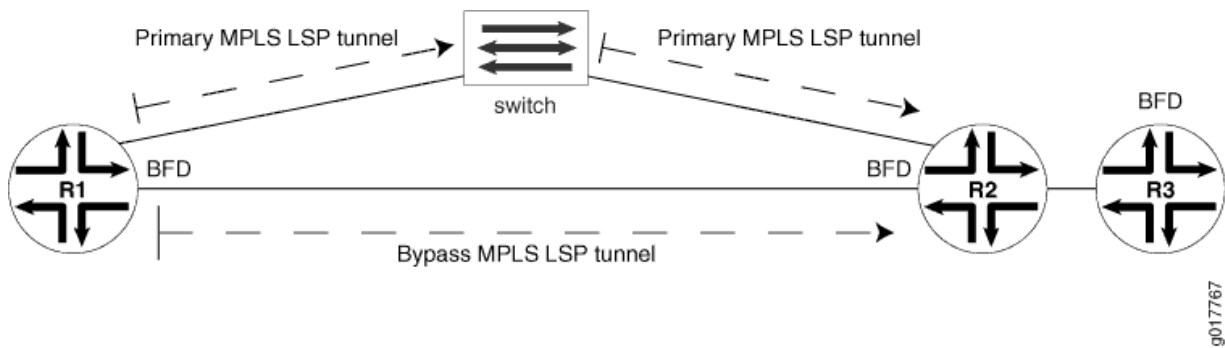 Primary MPLS LSP tunnel
Primary MPLS LSP tunnel
switch
BFD
R1
BFD
BFD
R2
R3
Bypass MPLS LSP tunnel
g017767